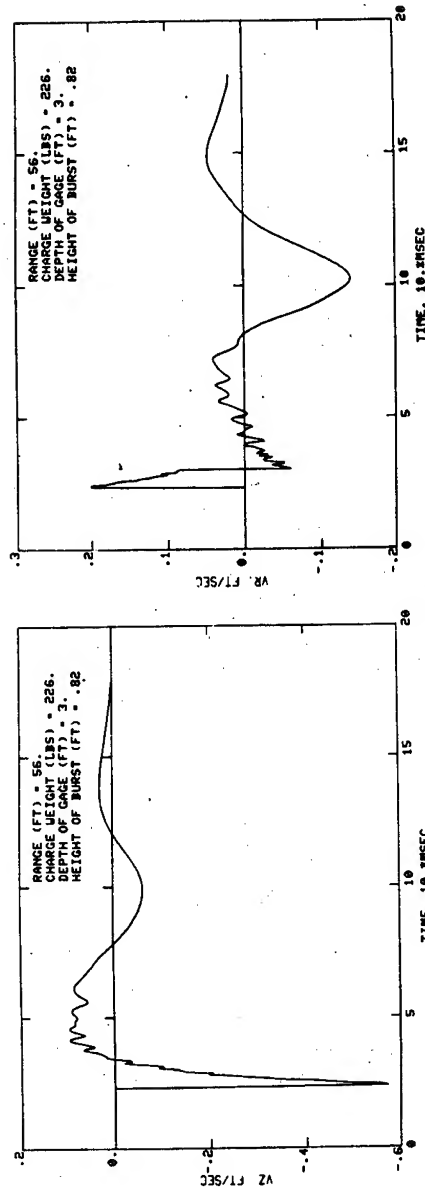 .2
0.
-.2
-.4
-.6
VZ FT/SEC
0
5
10
15
20
RANGE (FT) = 56.
CHARGE WEIGHT (LBS) = 226.
DEPTH OF GAGE (FT) = 3.
HEIGHT OF BURST (FT) = .82
TIME, 10.*MSEC
.3
.2
.1
0.
-.1
-.2
VR, FT/SEC
0
5
10
15
20
RANGE (FT) = 56.
CHARGE WEIGHT (LBS) = 226.
DEPTH OF GAGE (FT) = 3.
HEIGHT OF BURST (FT) = .82
TIME, 10.*MSEC